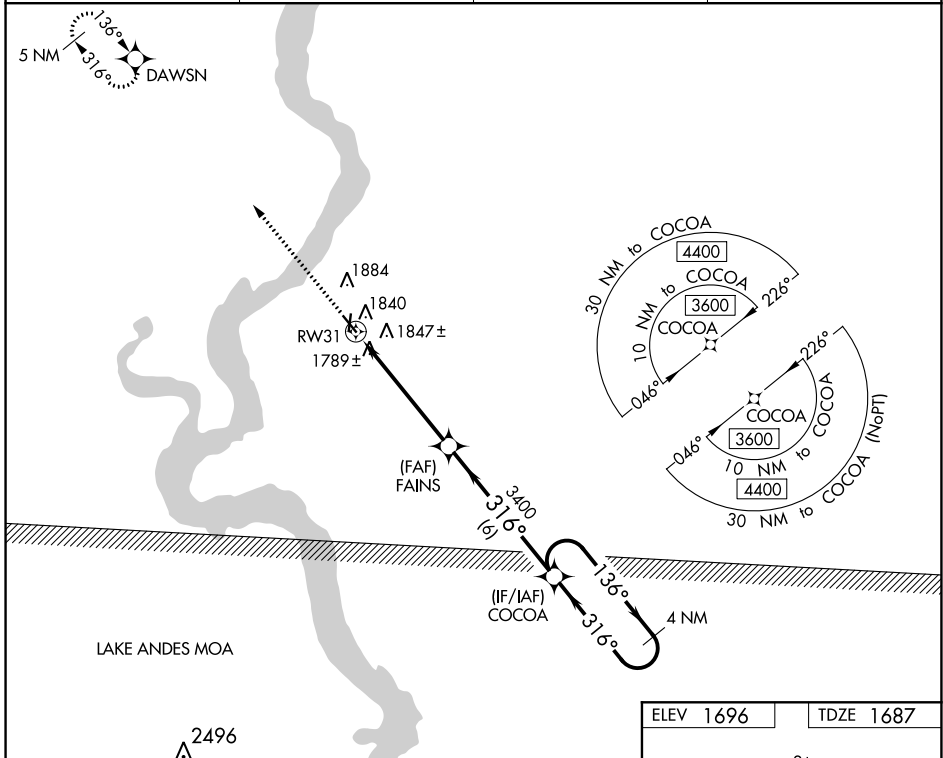 136°
5 NM
316°
DAWSN
1884
1840
RW31
1847±
1789±
30 NM to COCOA
4400
10 NM to COCOA
3600
COCOA
226°
046°
226°
COCOA
046°
3600
10 NM to COCOA
4400
30 NM to COCOA (NoPT)
(FAF)
FAINS
3400
316°
(6)
(IF/IAF)
COCOA
136°
316°
4 NM
LAKE ANDES MOA
2496
ELEV 1696
TDZE 1687